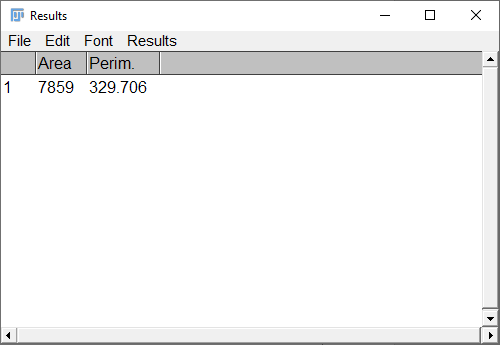 Results
File Edit Font Results
Area Perim.
1 7859 329.706